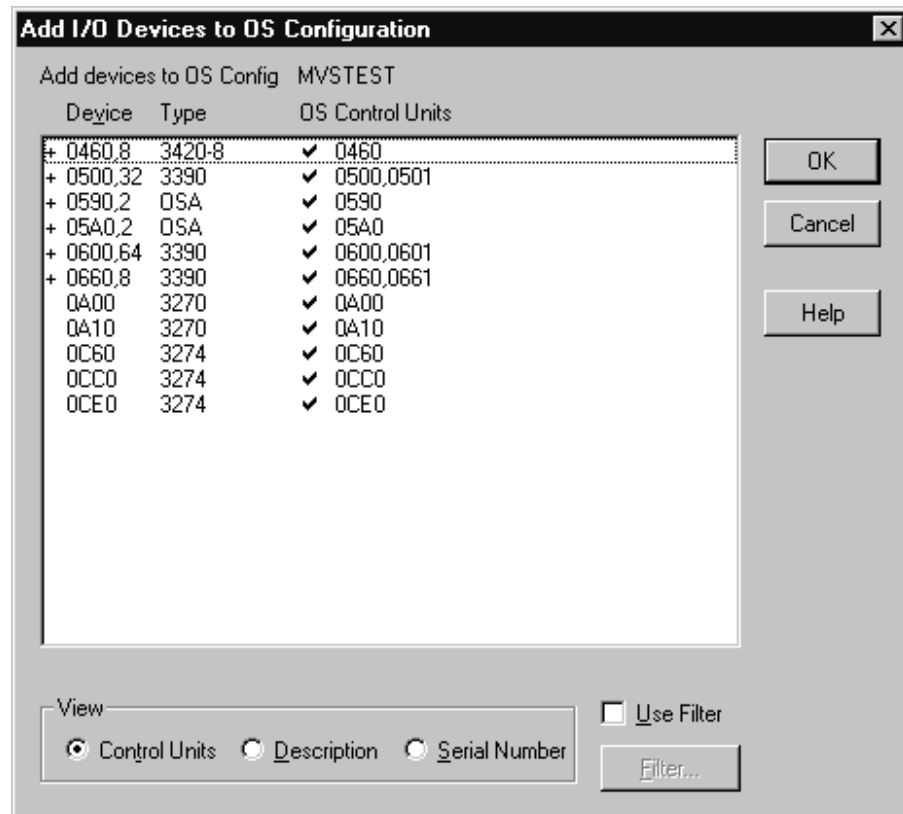 Add I/O Devices to OS Configuration
Add devices to OS Config MVSTEST
Device Type OS Control Units
+ 0460,8 3420-8 ✔ 0460
+ 0500,32 3390 ✔ 0500,0501
+ 0590,2 OSA ✔ 0590
+ 05A0,2 OSA ✔ 05A0
+ 0600,64 3390 ✔ 0600,0601
+ 0660,8 3390 ✔ 0660,0661
0A00 3270 ✔ 0A00
0A10 3270 ✔ 0A10
0C60 3274 ✔ 0C60
0CC0 3274 ✔ 0CC0
0CE0 3274 ✔ 0CE0
OK
Cancel
Help
View
Control Units Description Serial Number
Use Filter
Filter...